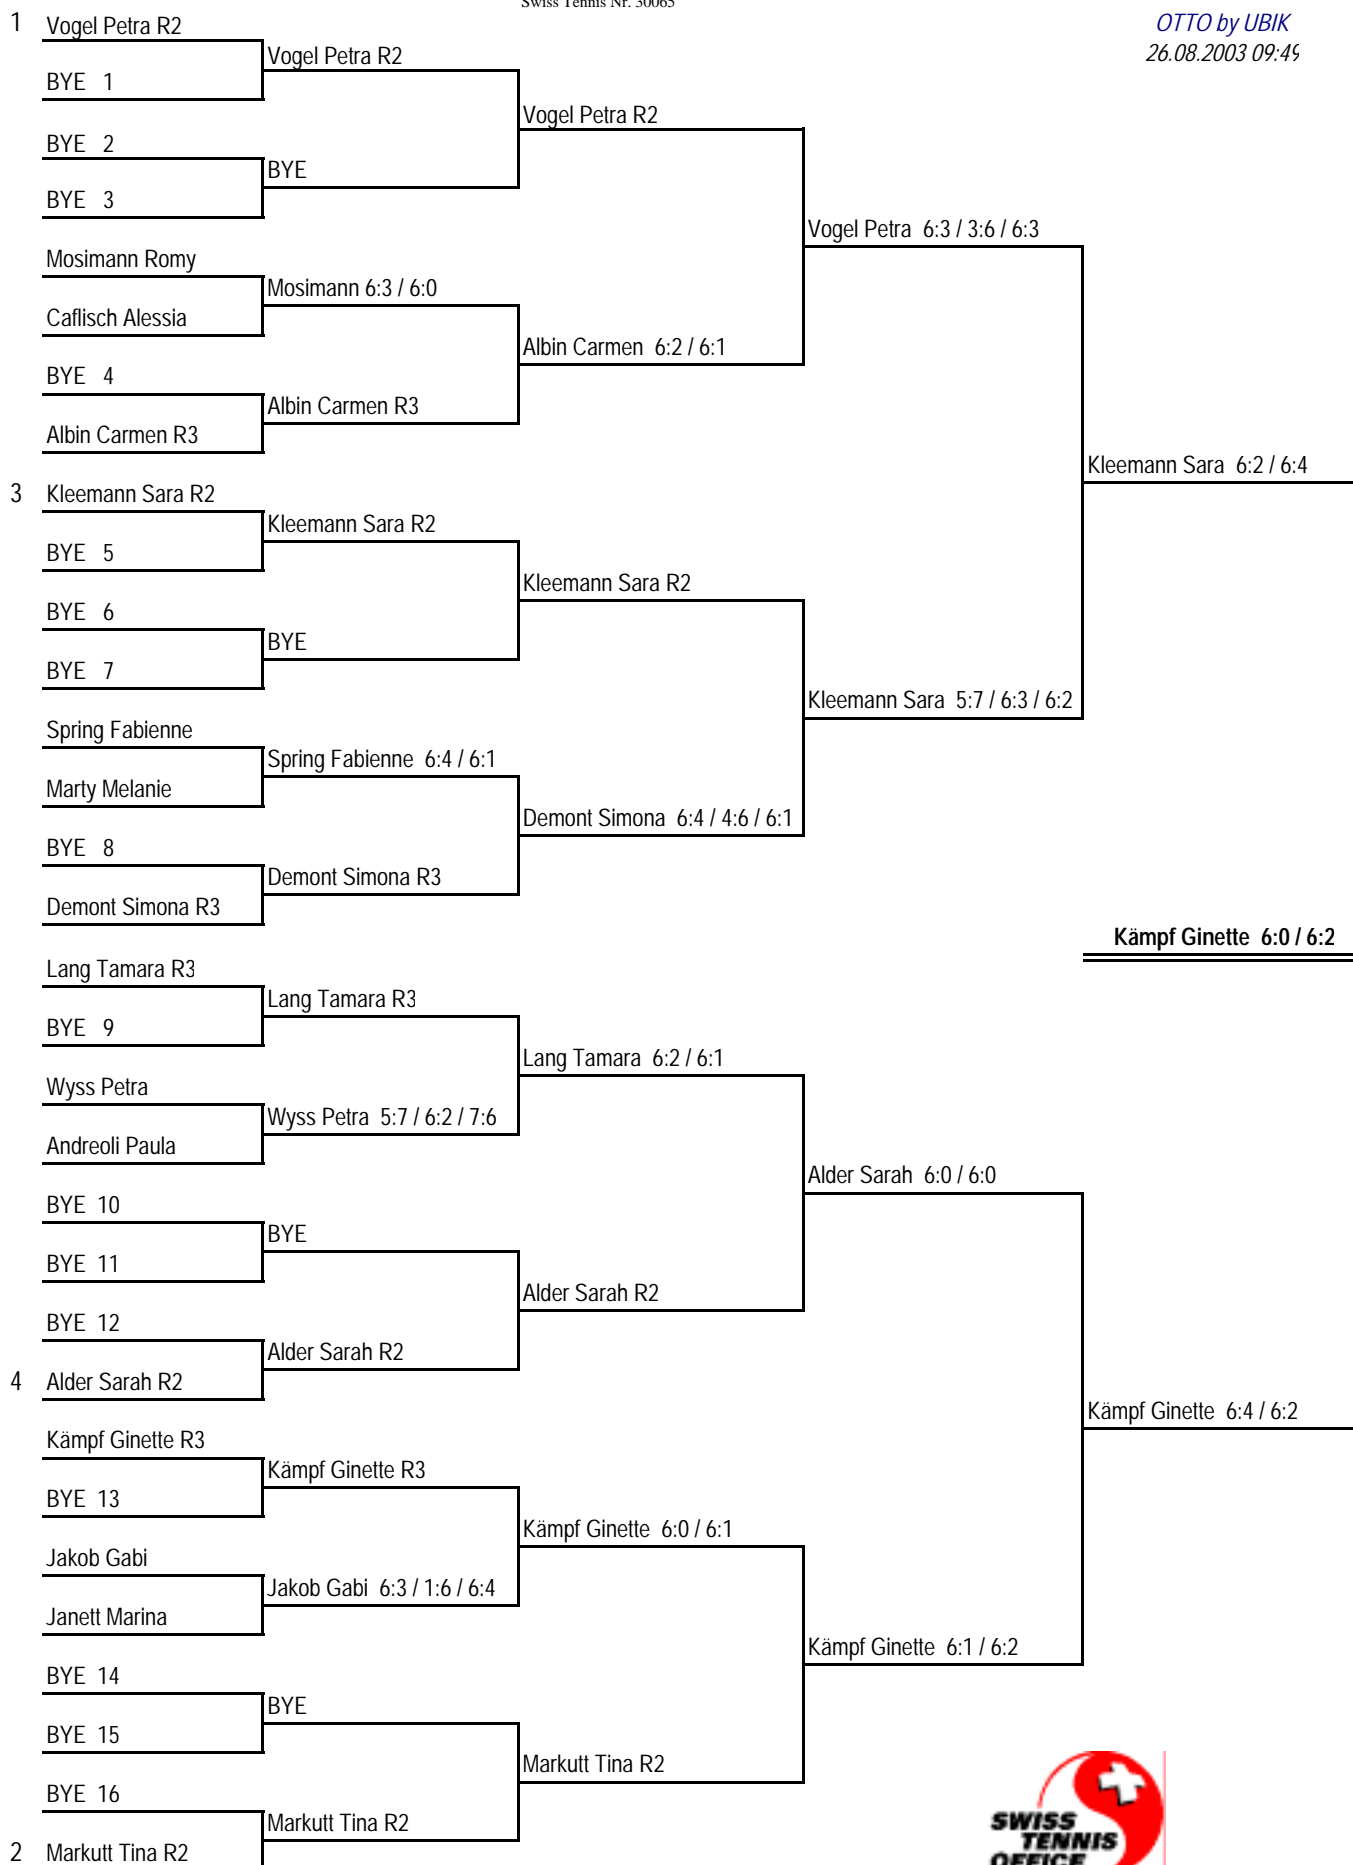 Swiss Tennis Nr. 30065
OTTO by UBIK
26.08.2003 09:49
1 Vogel Petra R2
BYE 1
BYE 2
BYE 3
Mosimann Romy
Caflisch Alessia
BYE 4
Albin Carmen R3
3 Kleemann Sara R2
BYE 5
BYE 6
BYE 7
Spring Fabienne
Marty Melanie
BYE 8
Demont Simona R3
Lang Tamara R3
BYE 9
Wyss Petra
Andreoli Paula
BYE 10
BYE 11
BYE 12
4 Alder Sarah R2
Kämpf Ginette R3
BYE 13
Jakob Gabi
Janett Marina
BYE 14
BYE 15
BYE 16
2 Markutt Tina R2
Vogel Petra R2
BYE
Mosimann 6:3 / 6:0
Albin Carmen R3
Kleemann Sara R2
BYE
Spring Fabienne 6:4 / 6:1
Demont Simona R3
Lang Tamara R3
Wyss Petra 5:7 / 6:2 / 7:6
BYE
Alder Sarah R2
Kämpf Ginette R3
Jakob Gabi 6:3 / 1:6 / 6:4
BYE
Markutt Tina R2
Vogel Petra R2
Albin Carmen 6:2 / 6:1
Kleemann Sara R2
Demont Simona 6:4 / 4:6 / 6:1
Lang Tamara 6:2 / 6:1
Alder Sarah R2
Kämpf Ginette 6:0 / 6:1
Markutt Tina R2
Vogel Petra 6:3 / 3:6 / 6:3
Kleemann Sara 5:7 / 6:3 / 6:2
Alder Sarah 6:0 / 6:0
Kämpf Ginette 6:1 / 6:2
Kleemann Sara 6:2 / 6:4
Kämpf Ginette 6:4 / 6:2
Kämpf Ginette 6:0 / 6:2
SWISS
TENNIS
OFFICE